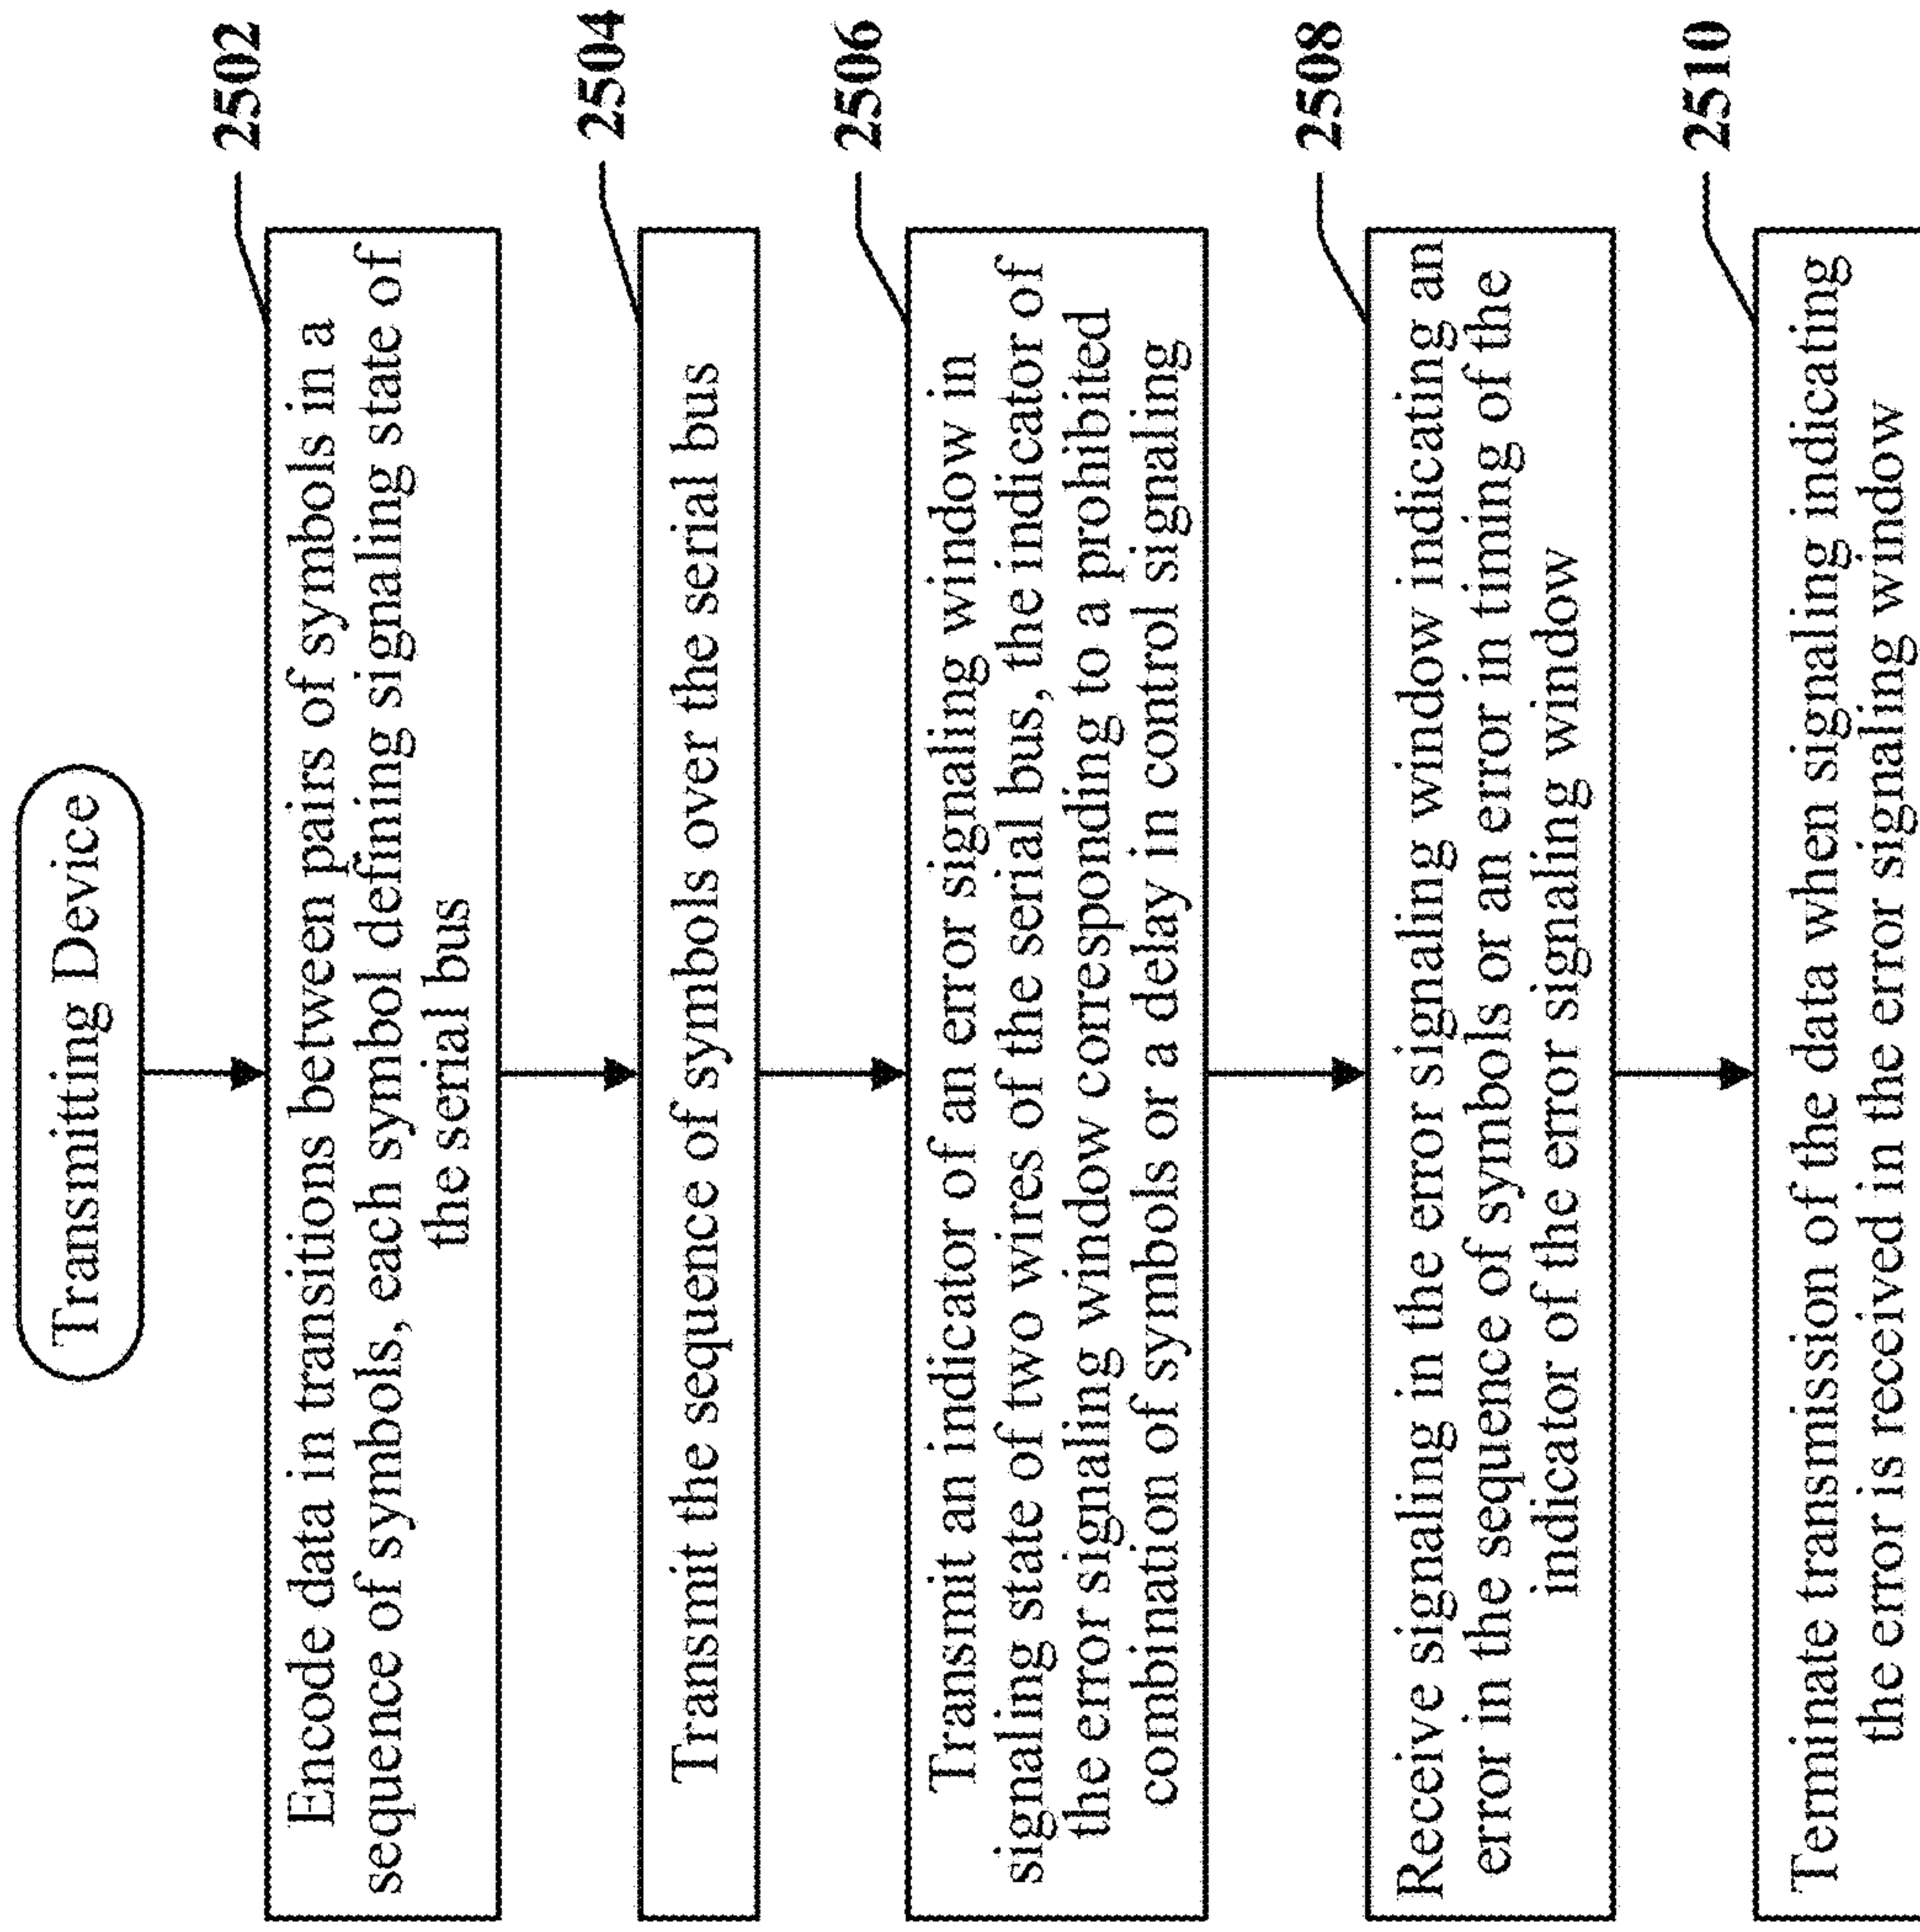 Transmitting Device
2502
Encode data in transitions between pairs of symbols in a
sequence of symbols, each symbol defining signaling state of
the serial bus
2504
Transmit the sequence of symbols over the serial bus
2506
Transmit an indicator of an error signaling window in
signaling state of two wires of the serial bus, the indicator of
the error signaling window corresponding to a prohibited
combination of symbols or a delay in control signaling
2508
Receive signaling in the error signaling window indicating an
error in the sequence of symbols or an error in timing of the
indicator of the error signaling window
2510
Terminate transmission of the data when signaling indicating
the error is received in the error signaling window